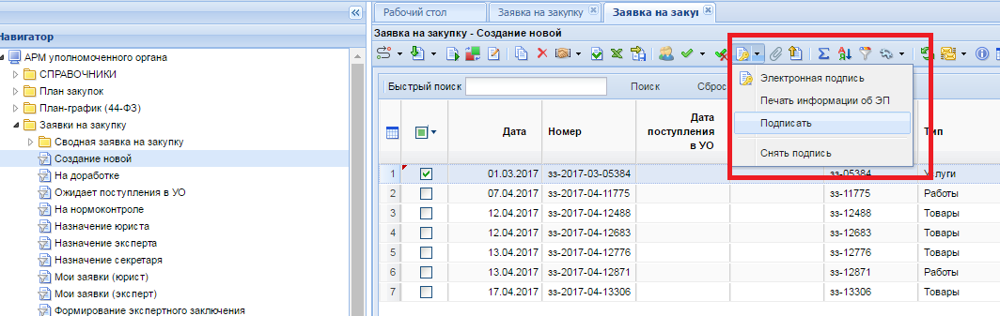 Рабочий стол
Заявка на закупку
Заявка на закуп
Навигатор
Заявка на закупку - Создание новой
АРМ уполномоченного органа
СПРАВОЧНИКИ
План закупок
План-график (44-ФЗ)
Заявки на закупку
Сводная заявка на закупку
Создание новой
На доработке
Ожидает поступления в УО
На нормоконтроле
Назначение юриста
Назначение эксперта
Назначение секретаря
Мои заявки (юрист)
Мои заявки (эксперт)
Формирование экспертного заключения
Быстрый поиск Поиск Сброс
Электронная подпись
Печать информации об ЭП
Подписать
Снять подпись
Дата Номер Дата поступления в УО Тип
1 01.03.2017 зз-2017-03-05384 зз-05384 Услуги
2 07.04.2017 зз-2017-04-11775 зз-11775 Работы
3 12.04.2017 зз-2017-04-12488 зз-12488 Товары
4 12.04.2017 зз-2017-04-12683 зз-12683 Товары
5 13.04.2017 зз-2017-04-12776 зз-12776 Товары
6 13.04.2017 зз-2017-04-12871 зз-12871 Работы
7 17.04.2017 зз-2017-04-13306 зз-13306 Товары